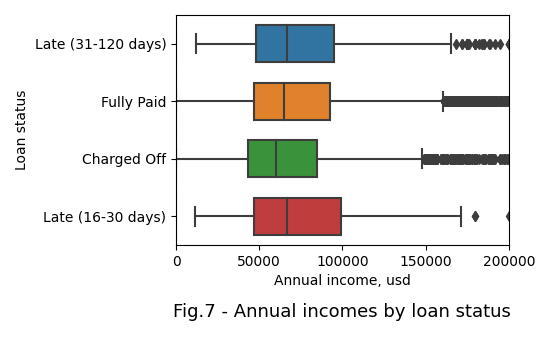 Loan status
Late (31-120 days)
Fully Paid
Charged Off
Late (16-30 days)
0 50000 100000 150000 200000
Annual income, usd
Fig.7 - Annual incomes by loan status